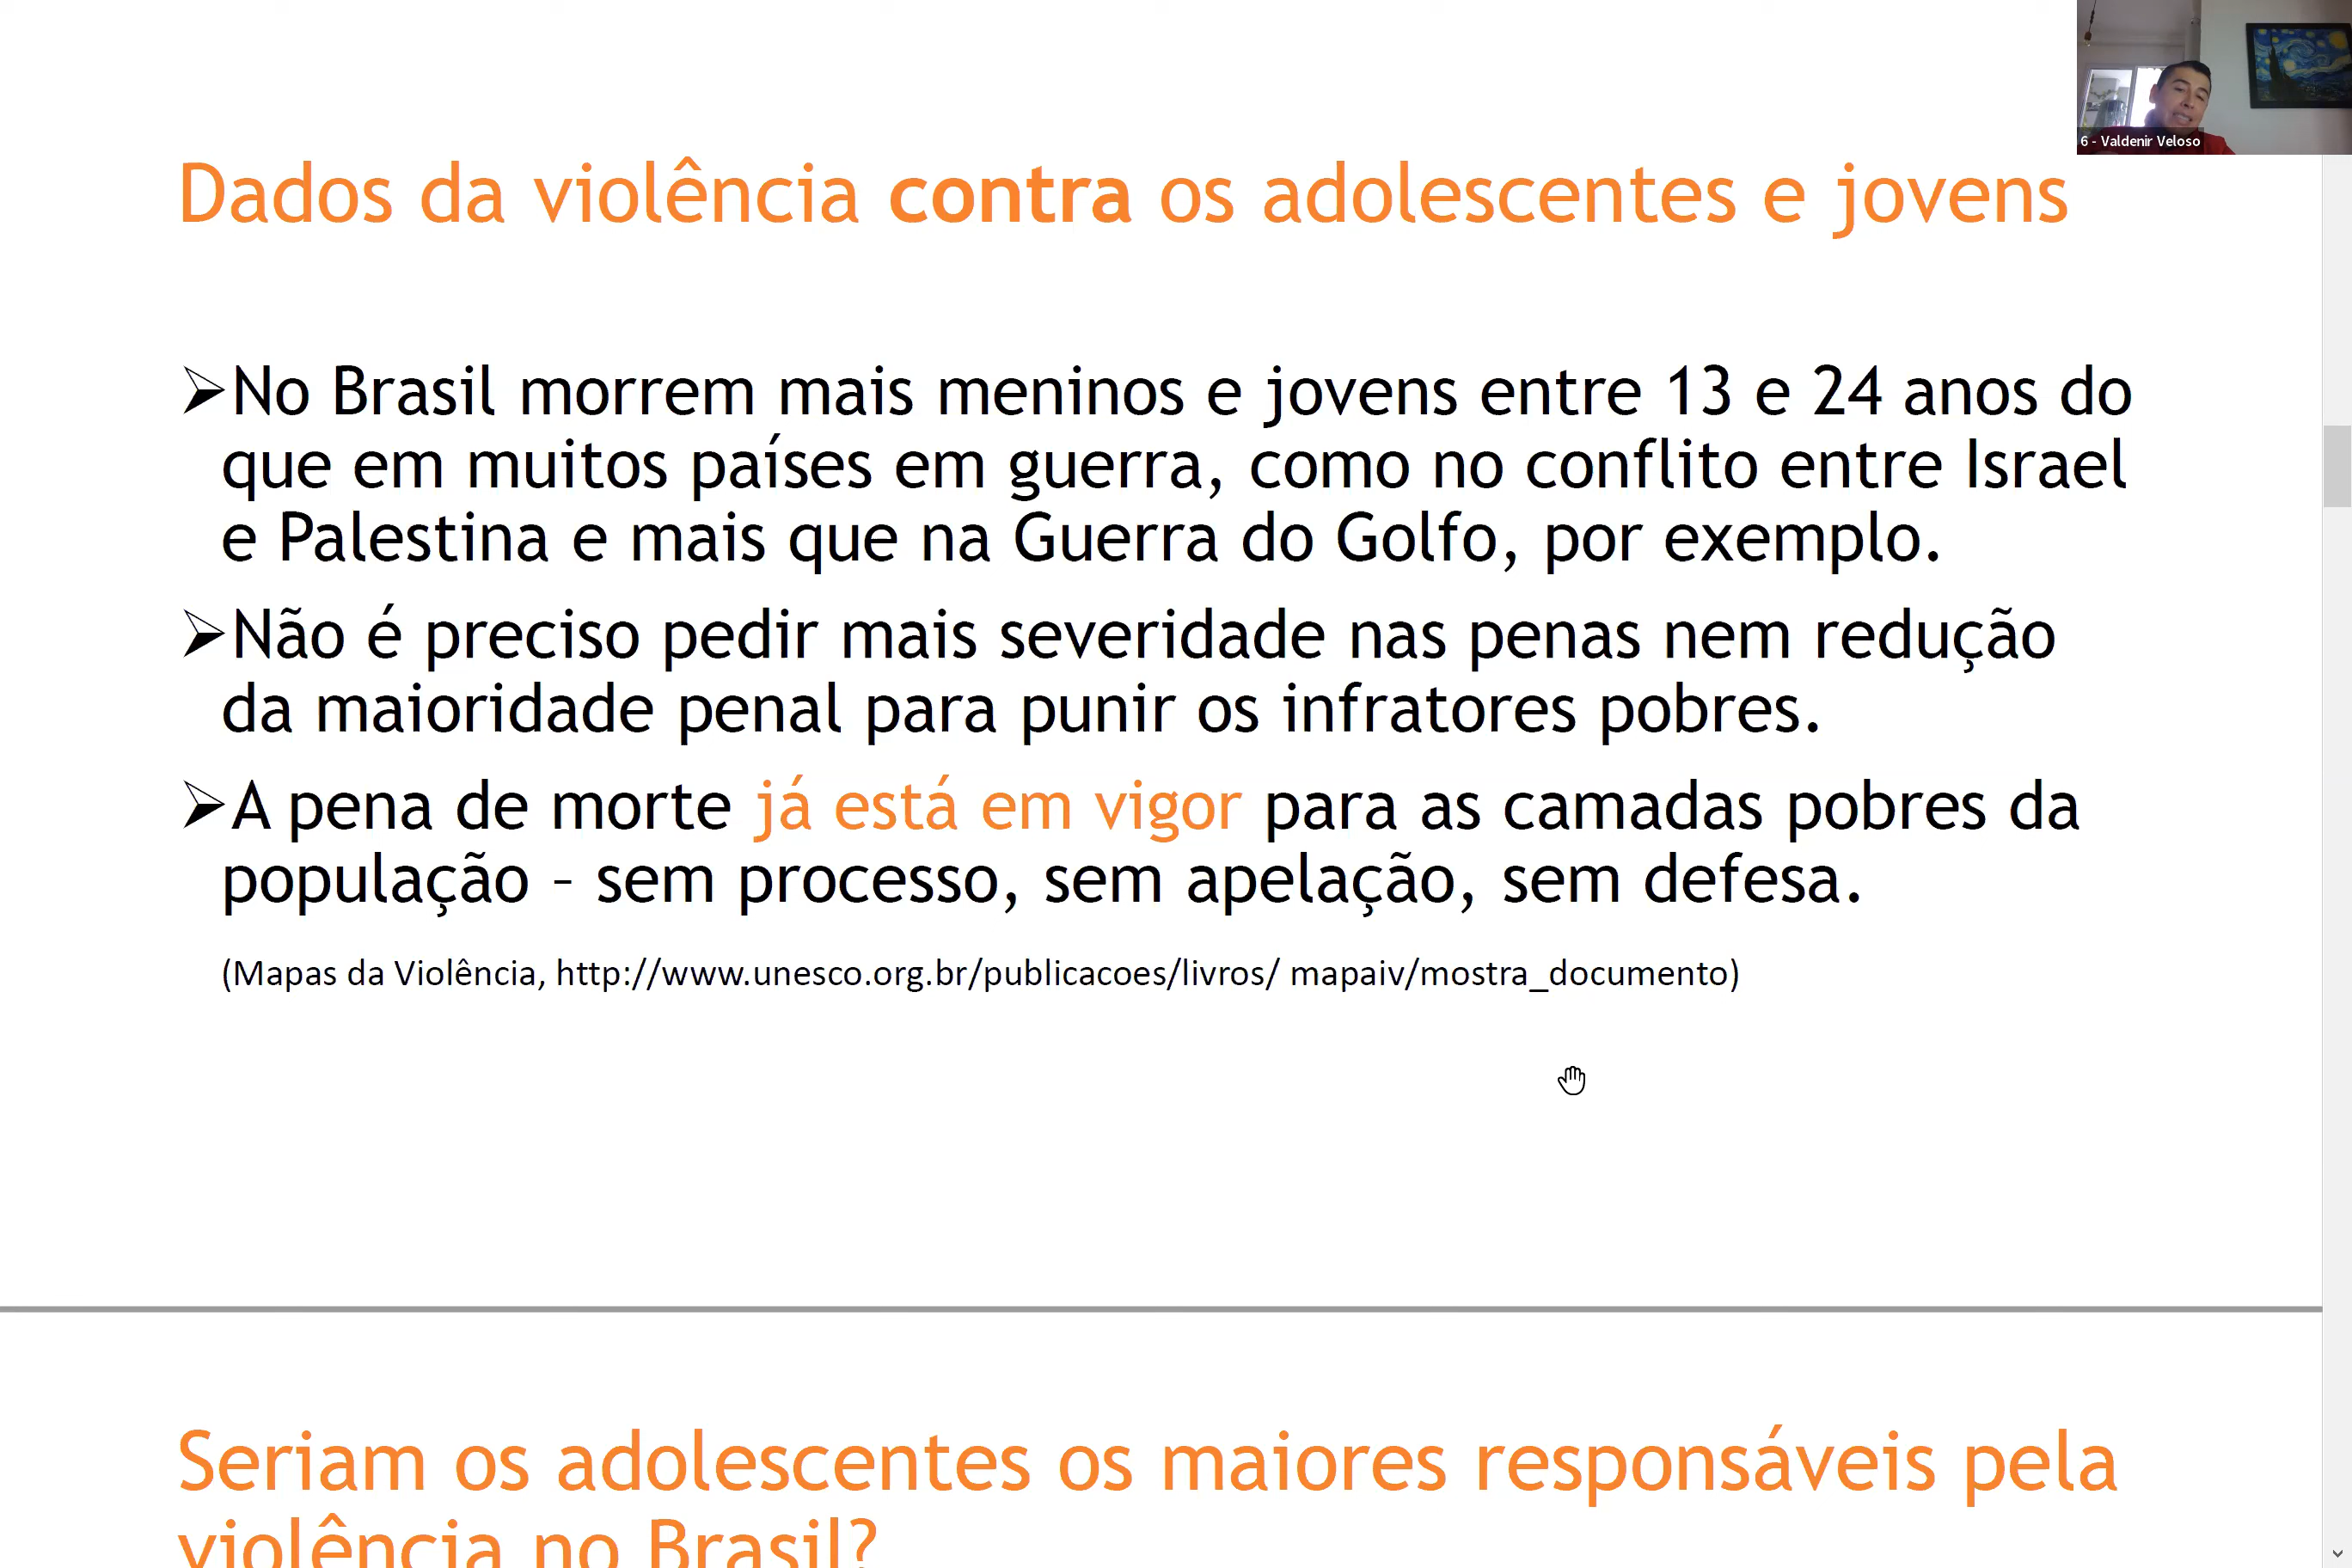 6 - Valdenir Veloso
Dados da violência contra os adolescentes e jovens
➢No Brasil morrem mais meninos e jovens entre 13 e 24 anos do
que em muitos países em guerra, como no conflito entre Israel
e Palestina e mais que na Guerra do Golfo, por exemplo.
➢Não é preciso pedir mais severidade nas penas nem redução
da maioridade penal para punir os infratores pobres.
➢A pena de morte já está em vigor para as camadas pobres da
população – sem processo, sem apelação, sem defesa.
(Mapas da Violência, http://www.unesco.org.br/publicacoes/livros/ mapaiv/mostra_documento)
Seriam os adolescentes os maiores responsáveis pela
violência no Brasil?